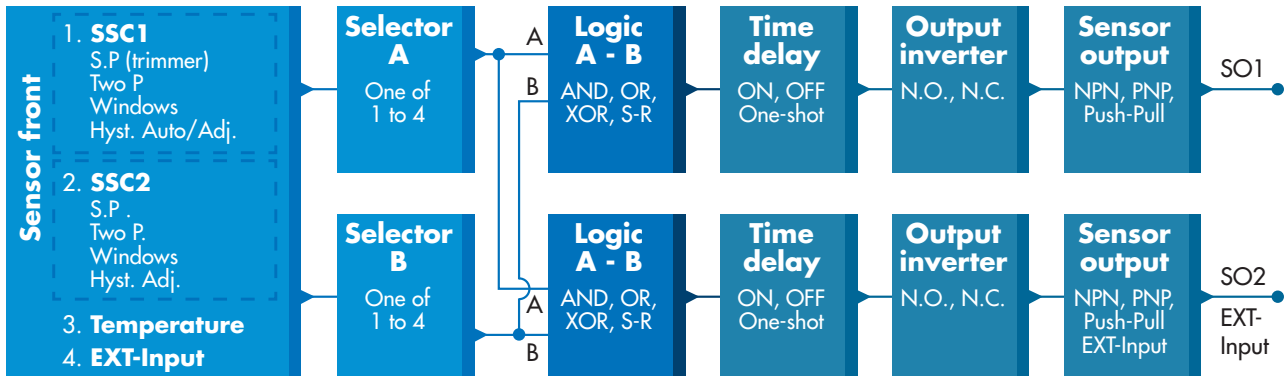 Sensor front
1. SSC1
S.P (trimmer)
Two P
Windows
Hyst. Auto/Adj.
2. SSC2
S.P .
Two P.
Windows
Hyst. Adj.
3. Temperature
4. EXT-Input
Selector
A
One of
1 to 4
A
B
Logic
A - B
AND, OR,
XOR, S-R
Time
delay
ON, OFF
One-shot
Output
inverter
N.O., N.C.
Sensor
output
NPN, PNP,
Push-Pull
SO1
Selector
B
One of
1 to 4
A
B
Logic
A - B
AND, OR,
XOR, S-R
Time
delay
ON, OFF
One-shot
Output
inverter
N.O., N.C.
Sensor
output
NPN, PNP,
Push-Pull
EXT-Input
SO2
EXT-
Input